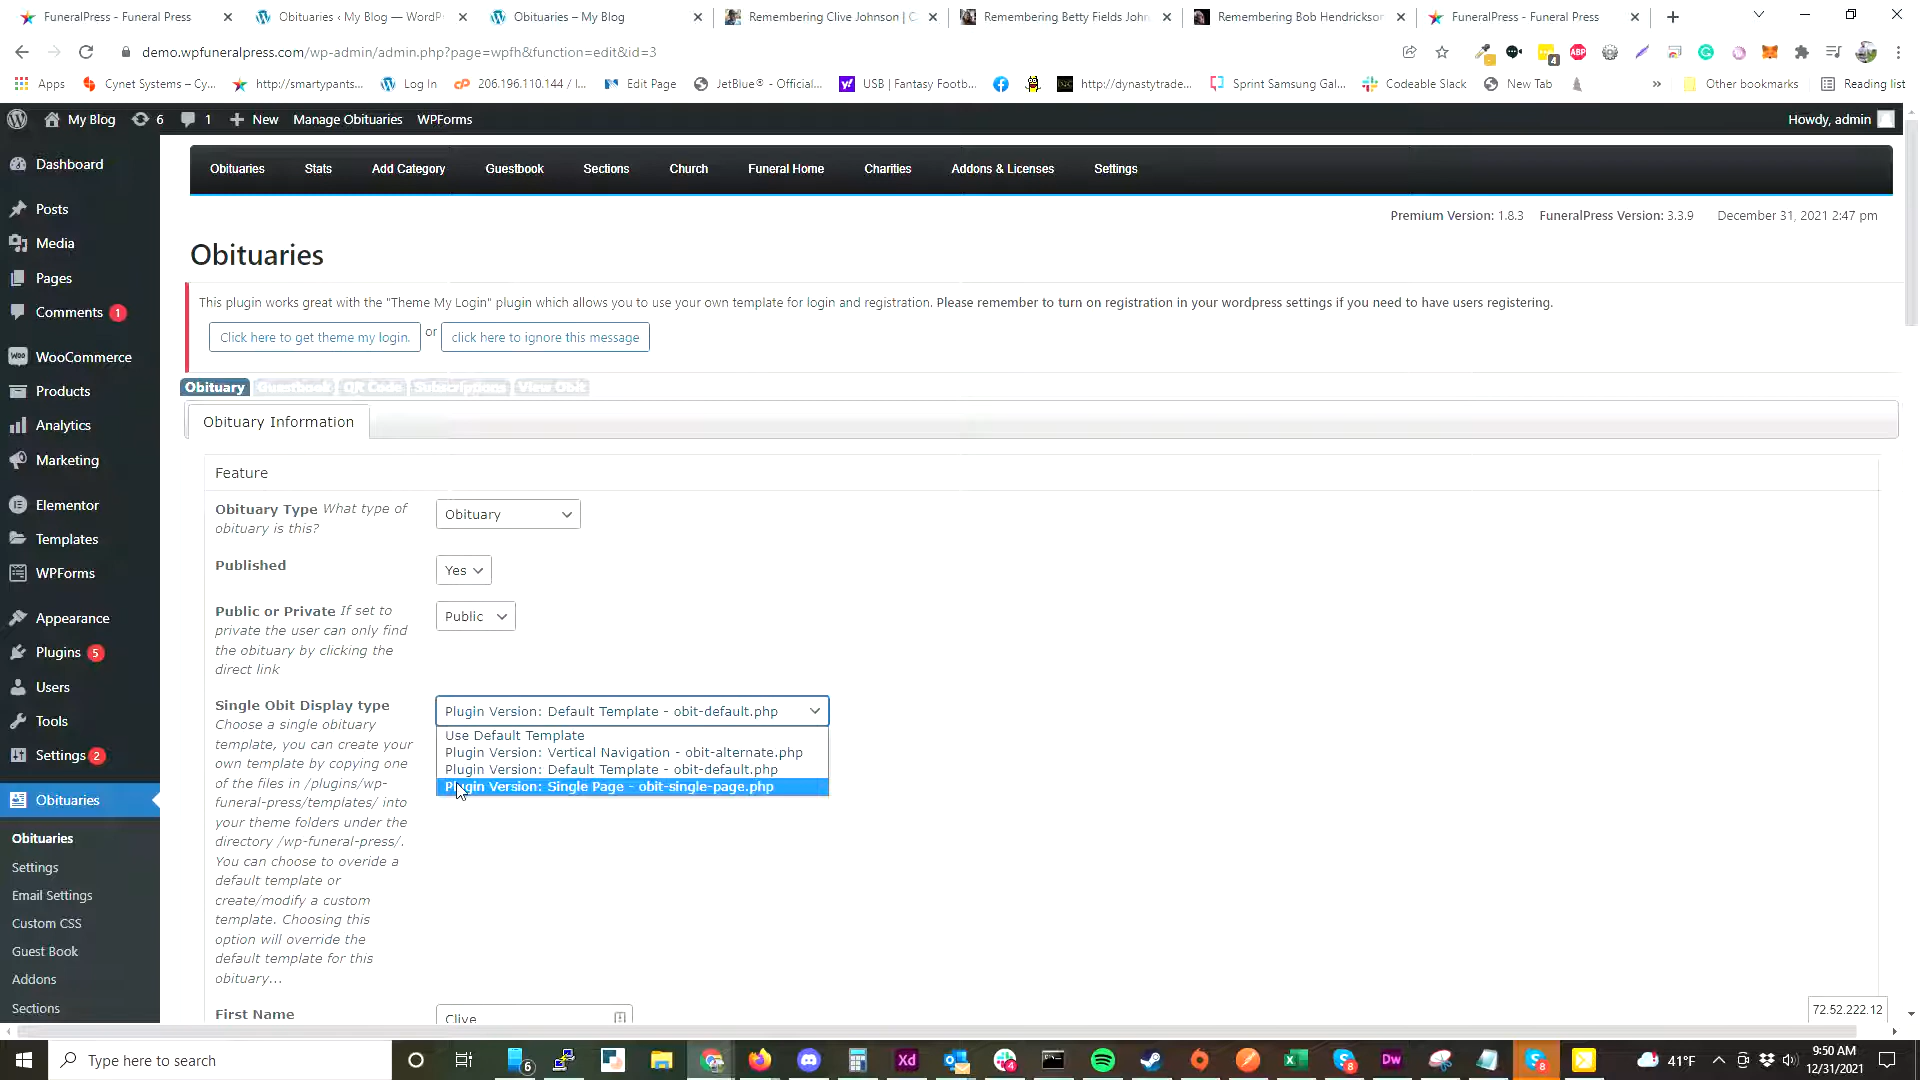 FuneralPress - Funeral Press
Obituaries ‹ My Blog — WordP
Obituaries – My Blog
Remembering Clive Johnson | C
Remembering Betty Fields John
Remembering Bob Hendrickson
FuneralPress - Funeral Press
demo.wpfuneralpress.com/wp-admin/admin.php?page=wpfh&function=edit&id=3
Apps
Cynet Systems – Cy...
http://smartypants...
Log In
206.196.110.144 / l...
Edit Page
JetBlue® - Official...
USB | Fantasy Footb...
http://dynastytrade...
Sprint Samsung Gal...
Codeable Slack
New Tab
Other bookmarks
Reading list
My Blog 6 1 New Manage Obituaries WPForms
Howdy, admin
Obituaries Stats Add Category Guestbook Sections Church Funeral Home Charities Addons & Licenses Settings
Premium Version: 1.8.3 FuneralPress Version: 3.3.9 December 31, 2021 2:47 pm
Obituaries
This plugin works great with the "Theme My Login" plugin which allows you to use your own template for login and registration. Please remember to turn on registration in your wordpress settings if you need to have users registering.
Click here to get theme my login. or click here to ignore this message
Obituary Guestbook QR Code Subscriptions View Obit
Obituary Information
Feature
Obituary Type What type of
obituary is this?
Obituary
Published
Yes
Public or Private If set to
private the user can only find
the obituary by clicking the
direct link
Public
Single Obit Display type
Choose a single obituary
template, you can create your
own template by copying one
of the files in /plugins/wp-
funeral-press/templates/ into
your theme folders under the
directory /wp-funeral-press/.
You can choose to overide a
default template or
create/modify a custom
template. Choosing this
option will override the
default template for this
obituary...
Plugin Version: Default Template - obit-default.php
Use Default Template
Plugin Version: Vertical Navigation - obit-alternate.php
Plugin Version: Default Template - obit-default.php
Plugin Version: Single Page - obit-single-page.php
First Name
Clive
Dashboard
Posts
Media
Pages
Comments 1
WooCommerce
Products
Analytics
Marketing
Elementor
Templates
WPForms
Appearance
Plugins 5
Users
Tools
Settings 2
Obituaries
Obituaries
Settings
Email Settings
Custom CSS
Guest Book
Addons
Sections
72.52.222.12
Type here to search
41°F
9:50 AM
12/31/2021